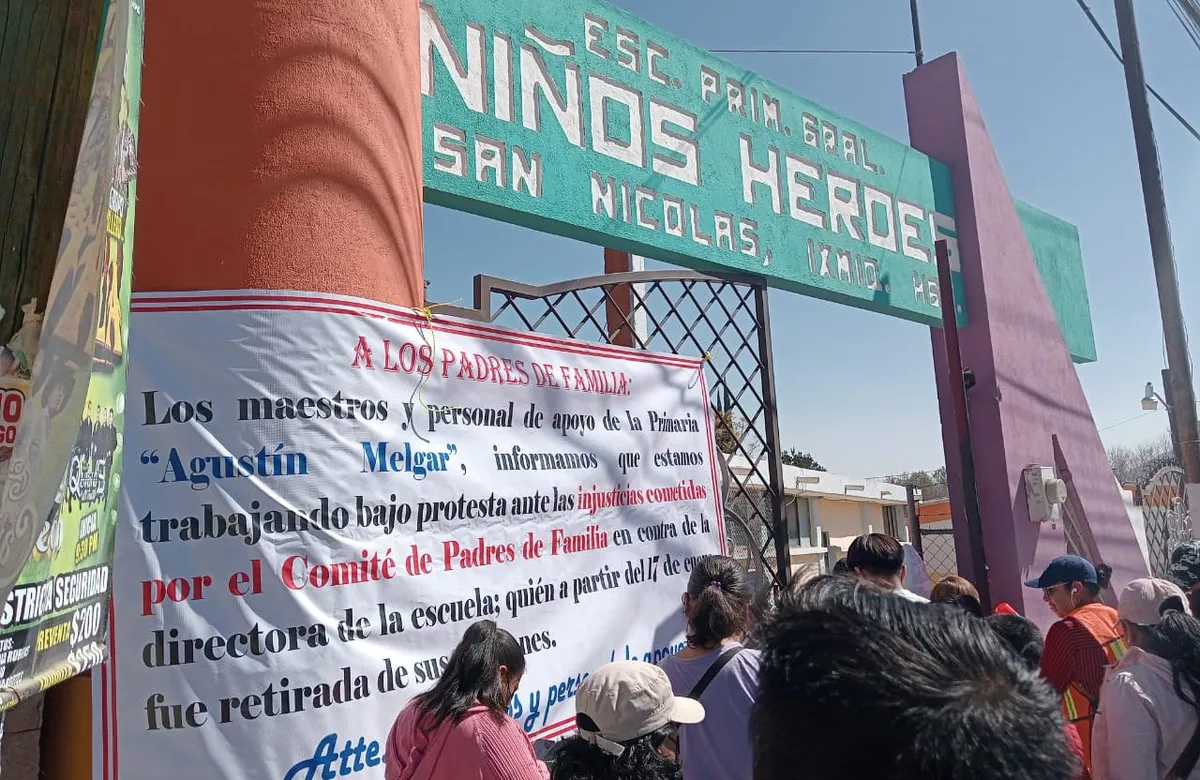 ESC. PRIM. GRAL.
NIÑOS HEROES
SAN NICOLAS, IXMIQ. HG
A LOS PADRES DE FAMILIA:
Los maestros y personal de apoyo de la Primaria
“Agustín Melgar”, informamos que estamos
trabajando bajo protesta ante las injusticias cometidas
por el Comité de Padres de Familia en contra de la
directora de la escuela; quién a partir del 17 de
fue retirada de sus
Atte
y
SEGURIDAD
PREVENTA
$200